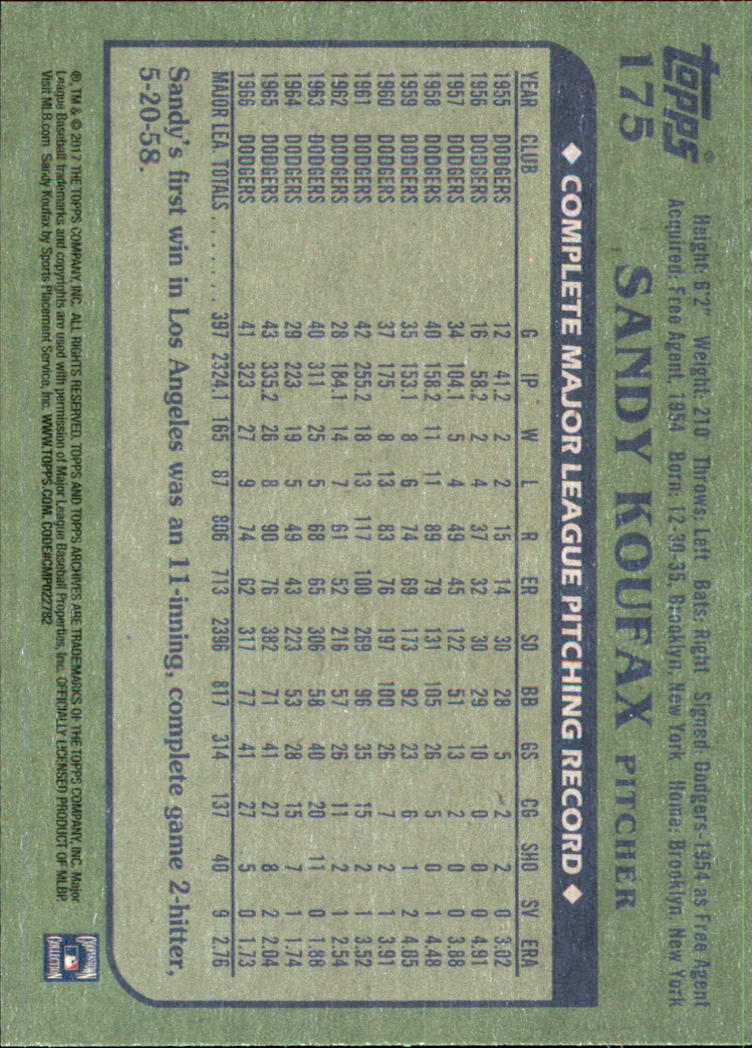 Topps®
175
Height: 6'2" Weight: 210 Throws: Left Bats: Right Signed: Dodgers-1954 as Free Agent
Acquired: Free Agent, 1954 Born: 12-30-35, Brooklyn, New York Home: Brooklyn, New York
SANDY KOUFAX PITCHER
◆ COMPLETE MAJOR LEAGUE PITCHING RECORD ◆
YEAR CLUB G IP W L R ER SO BB GS CG SHO SV ERA
1955 DODGERS 12 41.2 2 2 15 14 30 28 5 2 2 0 3.02
1956 DODGERS 16 58.2 2 4 37 32 30 29 10 0 0 0 4.91
1957 DODGERS 34 104.1 5 4 49 45 122 51 13 2 0 0 3.88
1958 DODGERS 40 158.2 11 11 89 79 131 105 26 5 0 1 4.48
1959 DODGERS 35 153.1 8 6 74 69 173 92 23 6 1 2 4.05
1960 DODGERS 37 175 8 13 83 76 197 100 26 7 2 1 3.91
1961 DODGERS 42 255.2 18 13 117 100 269 96 35 15 2 1 3.52
1962 DODGERS 28 184.1 14 7 61 52 216 57 26 11 2 1 2.54
1963 DODGERS 40 311 25 5 68 65 306 58 40 20 11 0 1.88
1964 DODGERS 29 223 19 5 49 43 223 53 28 15 7 1 1.74
1965 DODGERS 43 335.2 26 8 90 76 382 71 41 27 8 2 2.04
1966 DODGERS 41 323 27 9 74 62 317 77 41 27 5 0 1.73
MAJOR LEA. TOTALS . . . . . . . . 397 2324.1 165 87 806 713 2396 817 314 137 40 9 2.76
Sandy's first win in Los Angeles was an 11-inning, complete game 2-hitter,
5-20-58.
®, TM & © 2017 THE TOPPS COMPANY, INC. ALL RIGHTS RESERVED. TOPPS AND TOPPS ARCHIVES ARE TRADEMARKS OF THE TOPPS COMPANY, INC. Major
League Baseball trademarks and copyrights are used with permission of Major League Baseball Properties, Inc. OFFICIALLY LICENSED PRODUCT OF MLBP.
Visit MLB.com Sandy Koufax by Sports Placement Service, Inc. WWW.TOPPS.COM. CODE#CMP022782
COOPERSTOWN
COLLECTION